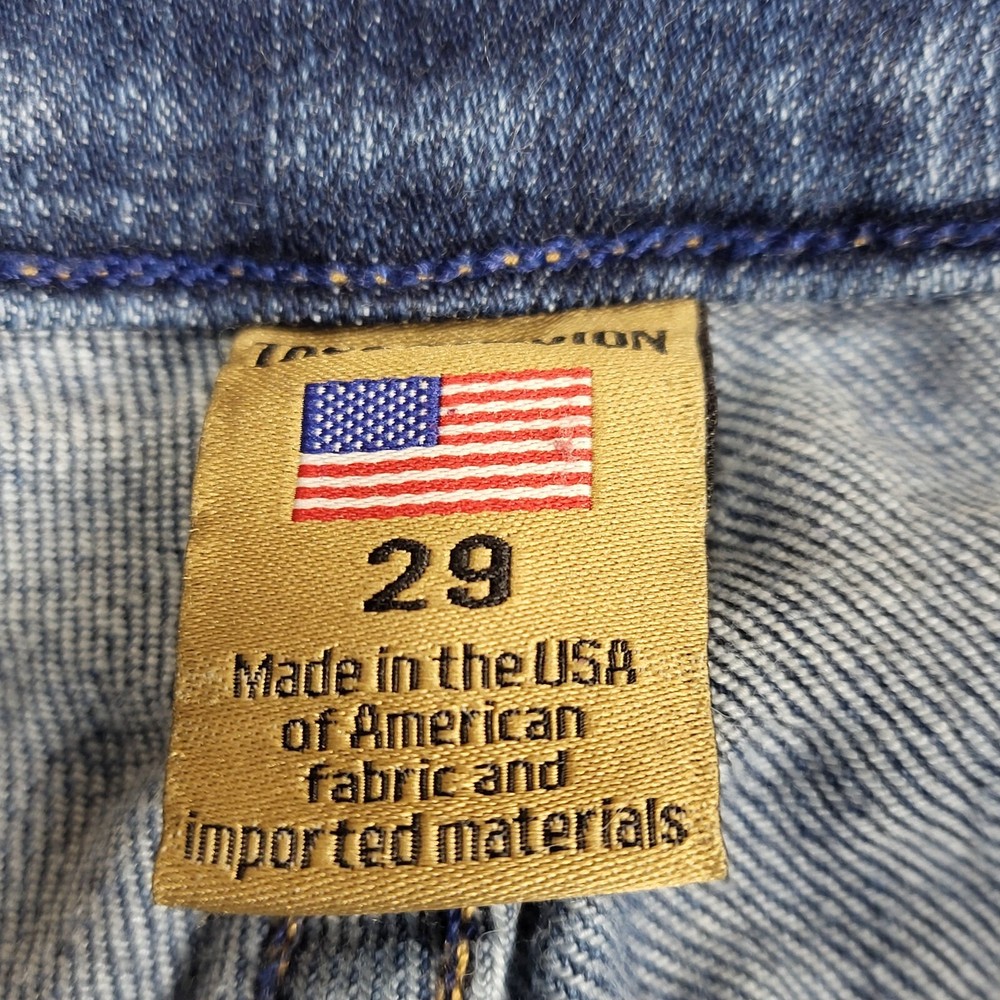 29
Made in the USA
of American
fabric and
imported materials